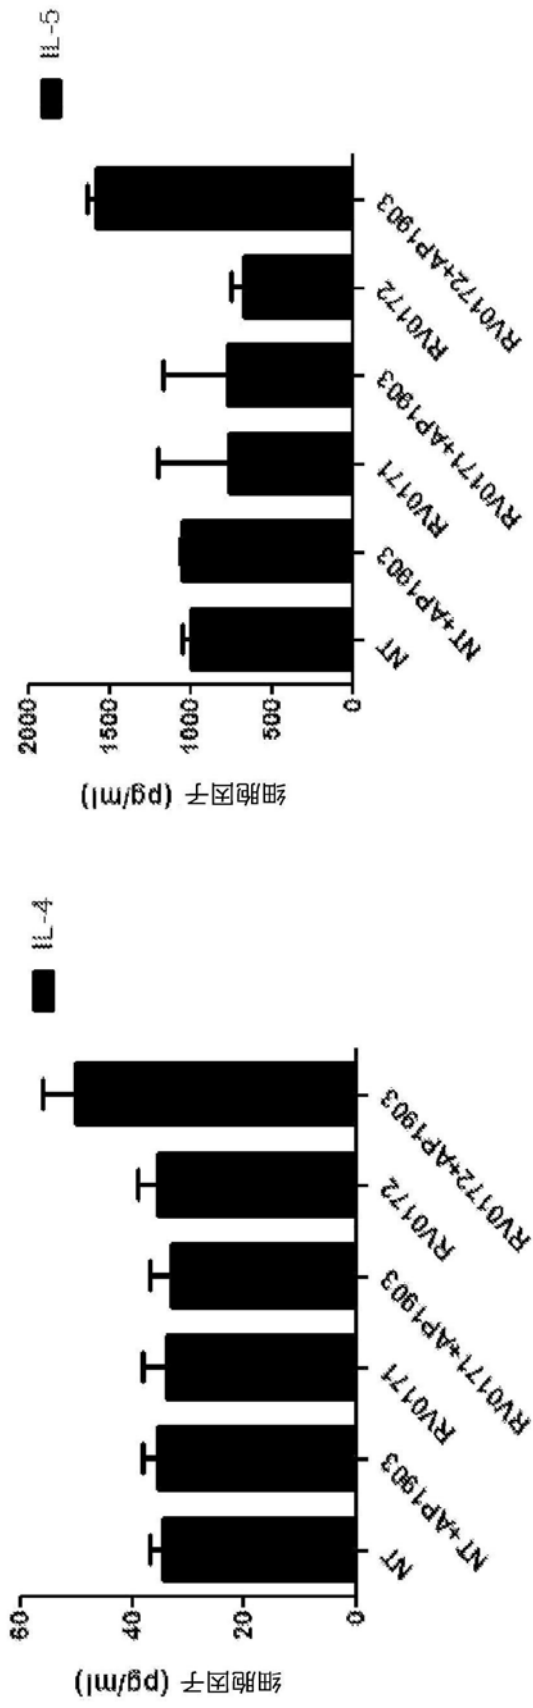 IL-4
细胞因子 (pg/ml)
60
40
20
0
NT
NT+AP1903
RV0171
RV0171+AP1903
RV0172
RV0172+AP1903
IL-5
细胞因子 (pg/ml)
2000
1500
1000
500
0
NT
NT+AP1903
RV0171
RV0171+AP1903
RV0172
RV0172+AP1903